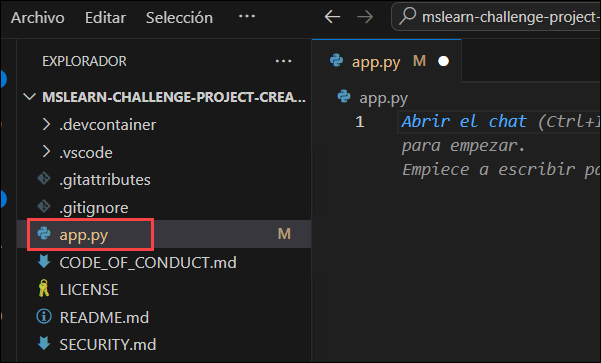 Archivo Editar Selección ... mslearn-challenge-project-
EXPLORADOR ...
MSLEARN-CHALLENGE-PROJECT-CREA...
.devcontainer
.vscode
.gitattributes
.gitignore
app.py M
CODE_OF_CONDUCT.md
LICENSE
README.md
SECURITY.md
app.py M
app.py
1 Abrir el chat (Ctrl+I
para empezar.
Empiece a escribir